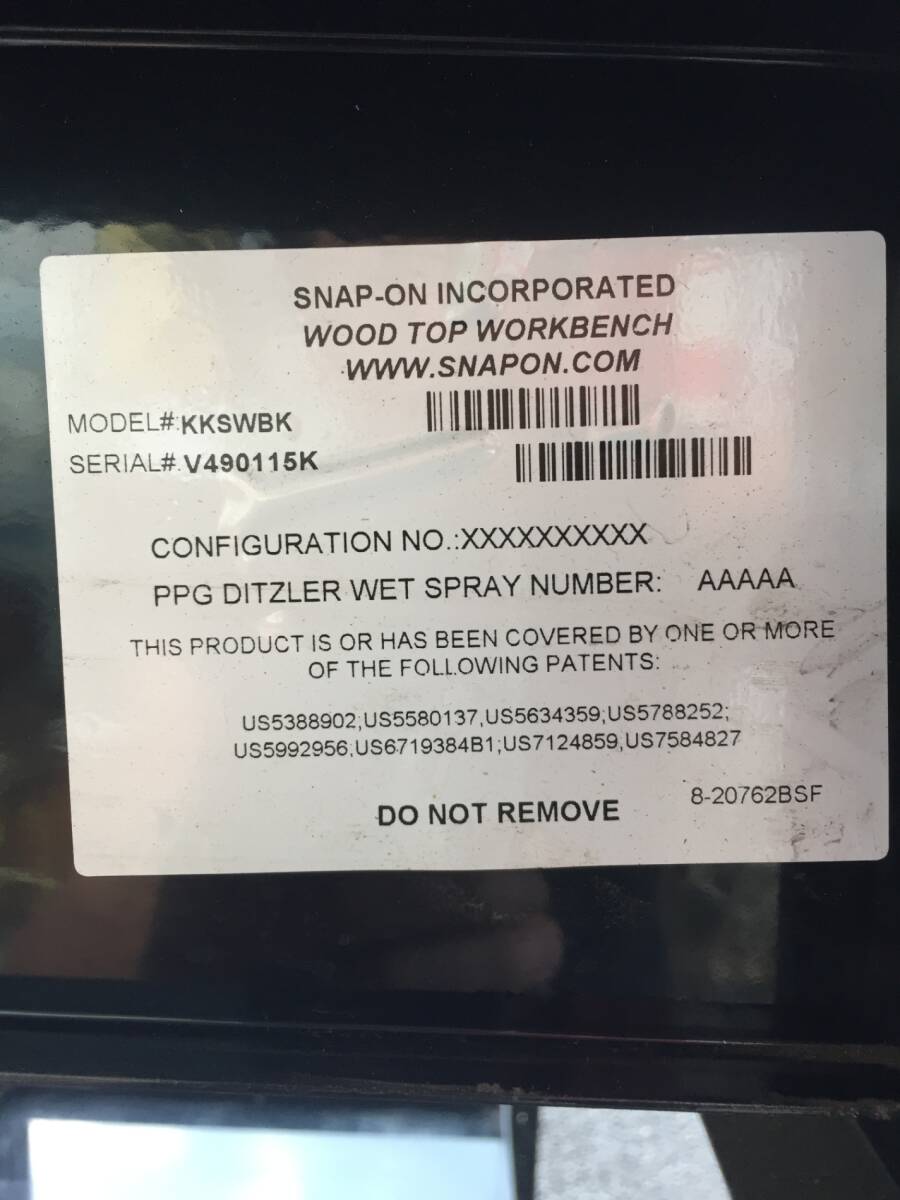 SNAP-ON INCORPORATED
WOOD TOP WORKBENCH
WWW.SNAPON.COM
MODEL#:KKSWBK
SERIAL#:V490115K
CONFIGURATION NO.:XXXXXXXXXX
PPG DITZLER WET SPRAY NUMBER: AAAAA
THIS PRODUCT IS OR HAS BEEN COVERED BY ONE OR MORE
OF THE FOLLOWING PATENTS:
US5388902;US5580137,US5634359;US5788252;
US5992956;US6719384B1;US7124859,US7584827
8-20762BSF
DO NOT REMOVE